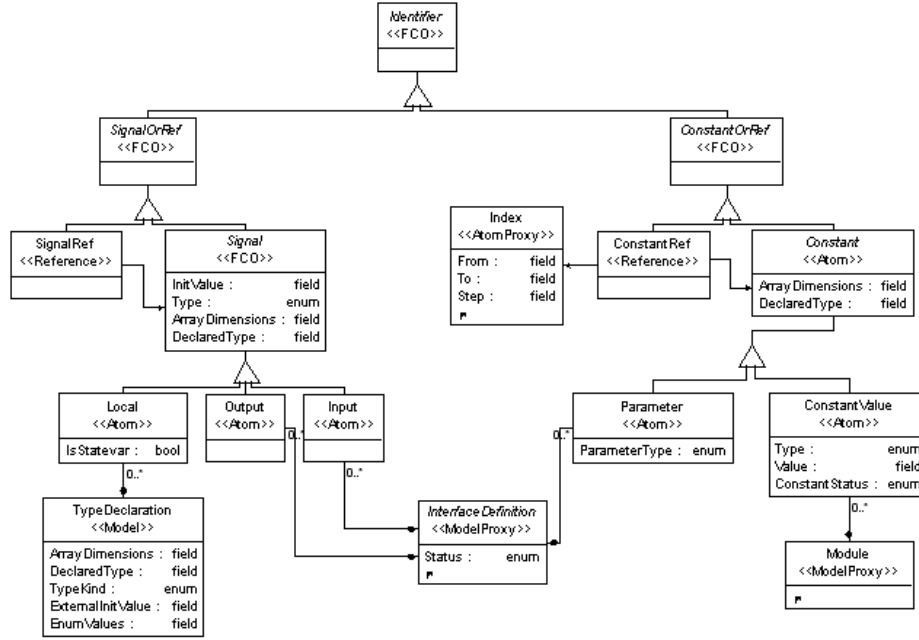 Identifier
<<FCO>>
SignalOrRef
<<FCO>>
ConstantOrRef
<<FCO>>
SignalRef
<<Reference>>
Signal
<<FCO>>
InitValue : field
Type : enum
ArrayDimensions : field
DeclaredType : field
Index
<<AtomProxy>>
From : field
To : field
Step : field
ConstantRef
<<Reference>>
Constant
<<Atom>>
ArrayDimensions : field
DeclaredType : field
Local
<<Atom>>
IsStatevar : bool
0..*
Output
<<Atom>>
0..*
Input
<<Atom>>
0..*
Parameter
<<Atom>>
ParameterType : enum
0..*
ConstantValue
<<Atom>>
Type : enum
Value : field
ConstantStatus : enum
0..*
TypeDeclaration
<<Model>>
ArrayDimensions : field
DeclaredType : field
TypeKind : enum
ExternalInitValue : field
EnumValues : field
InterfaceDefinition
<<ModelProxy>>
Status : enum
Module
<<ModelProxy>>